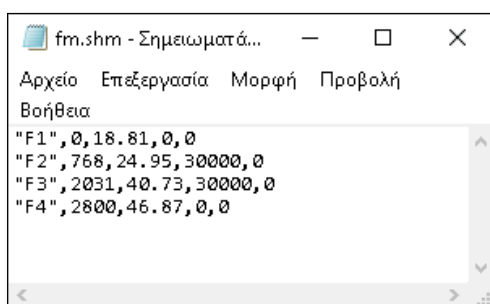 fm.shm - Σημειωματά...
Αρχείο Επεξεργασία Μορφή Προβολή
Βοήθεια
"F1",0,18.81,0,0
"F2",768,24.95,30000,0
"F3",2031,40.73,30000,0
"F4",2800,46.87,0,0